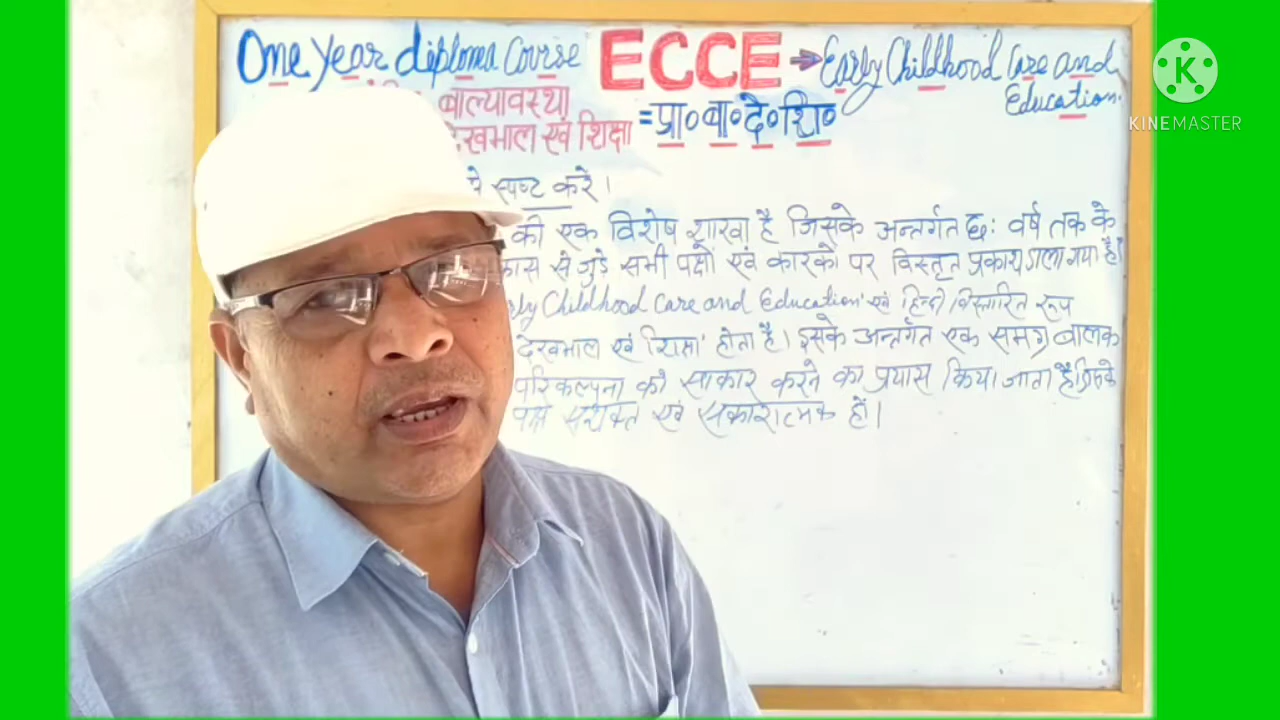 One year diploma Course ECCE → Early Childhood Care and Education.
बाल्यावस्था
देखभाल एवं शिक्षा = प्रा० बा० दे० शि०
स्पष्ट करें।
की एक विशेष शाखा है जिसके अन्तर्गत छः वर्ष तक के
से जुड़े सभी पक्षों एवं कारकों पर विस्तृत प्रकाश डाला गया है।
Childhood Care and Education' एवं हिन्दी विस्तारित रूप
देखभाल एवं शिक्षा' होता है। इसके अन्तर्गत एक समग्र बालक
परिकल्पना को साकार करने का प्रयास किया जाता है जिसके
पक्ष सशक्त एवं सकारात्मक हों।
KINEMASTER